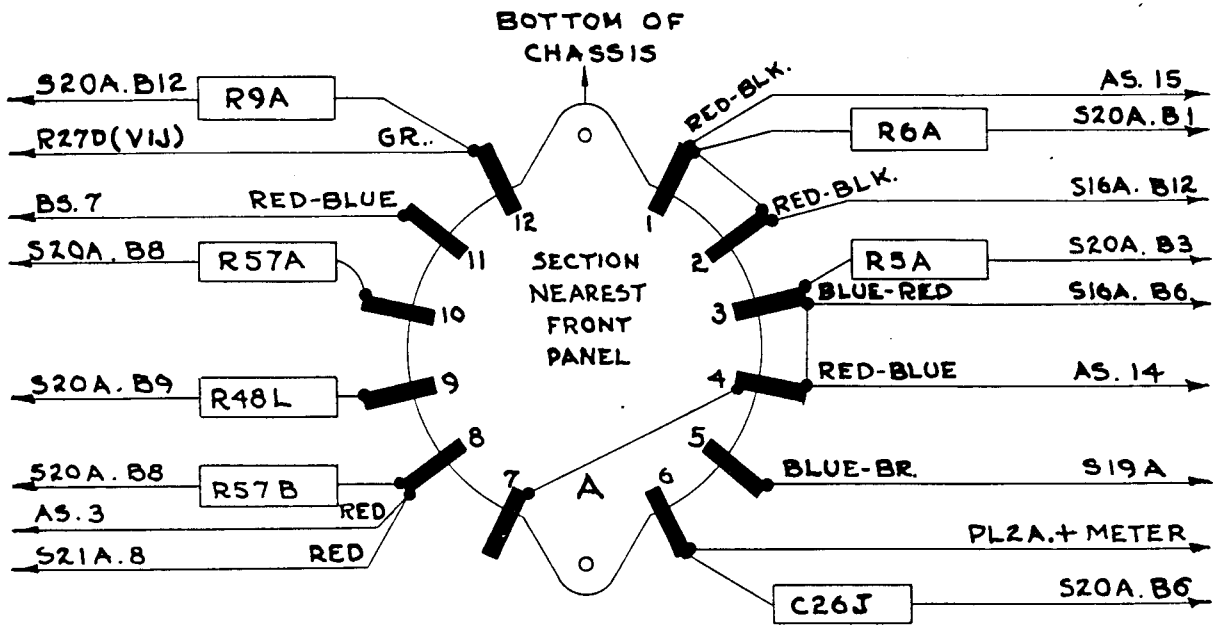 BOTTOM OF
CHASSIS
S20A.B12
R9A
R27D(V1J)
GR..
BS.7
RED-BLUE
S20A.B8
R57A
S20A.B9
R48L
S20A.B8
R57B
AS.3
RED
S21A.8
RED
RED-BLK.
AS.15
R6A
S20A.B1
RED-BLK.
S16A.B12
R5A
S20A.B3
BLUE-RED
S16A.B6
RED-BLUE
AS.14
BLUE-BR.
S19A
PL2A.+ METER
C26J
S20A.B6
12
1
11
2
10
3
9
4
8
5
7
6
SECTION
NEAREST
FRONT
PANEL
A